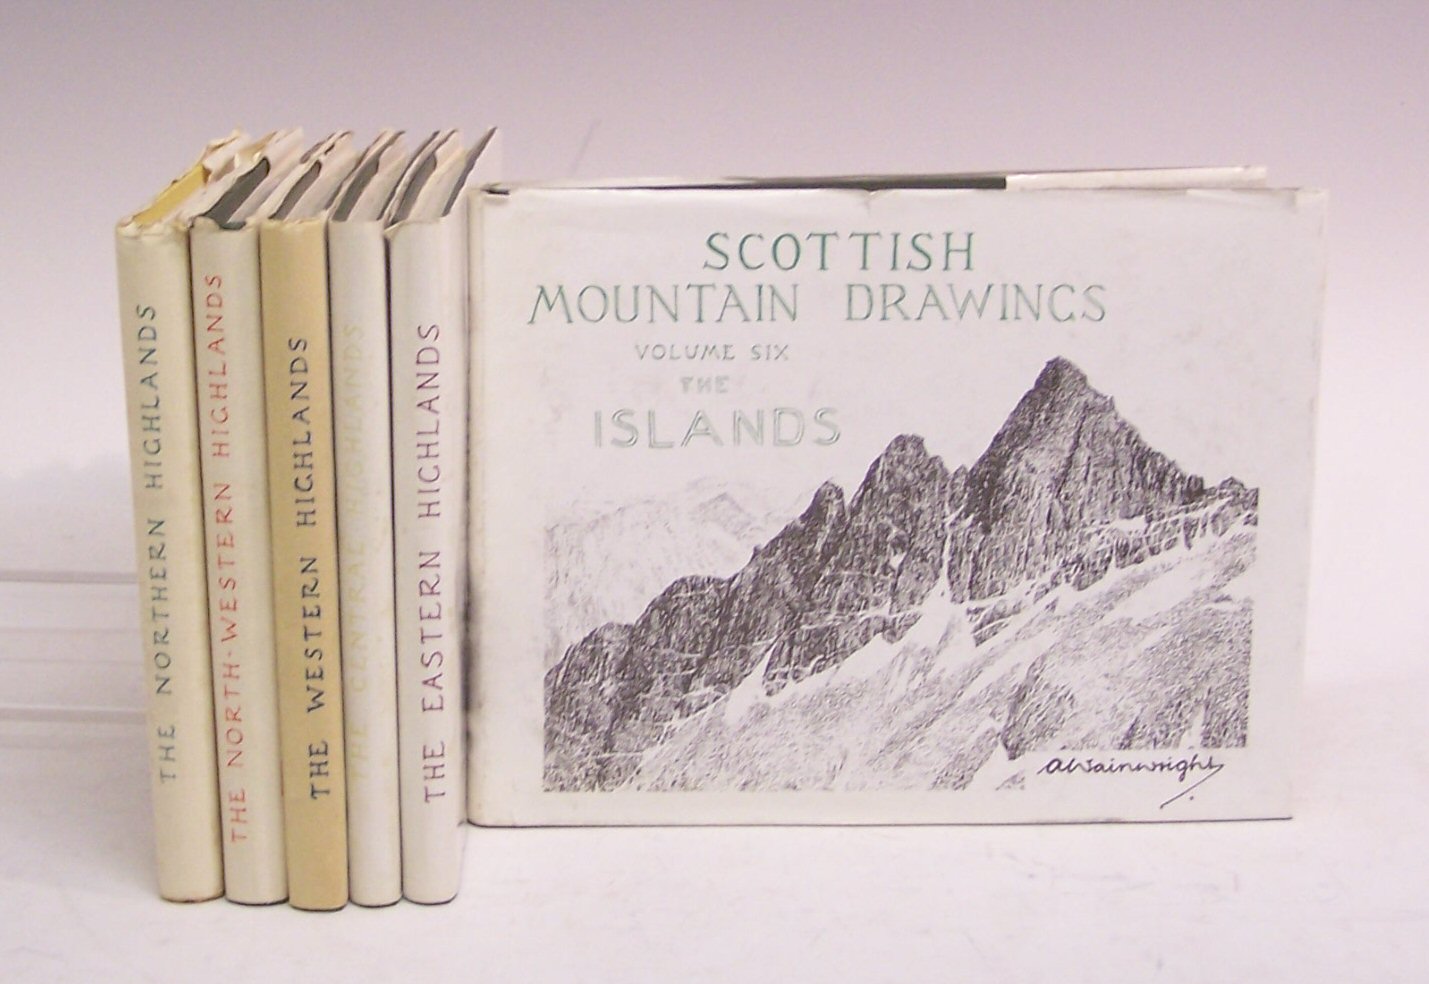 THE NORTHERN HIGHLANDS
THE NORTH-WESTERN HIGHLANDS
THE WESTERN HIGHLANDS
THE CENTRAL HIGHLANDS
THE EASTERN HIGHLANDS
SCOTTISH
MOUNTAIN DRAWINGS
VOLUME SIX
THE
ISLANDS
AWainwright